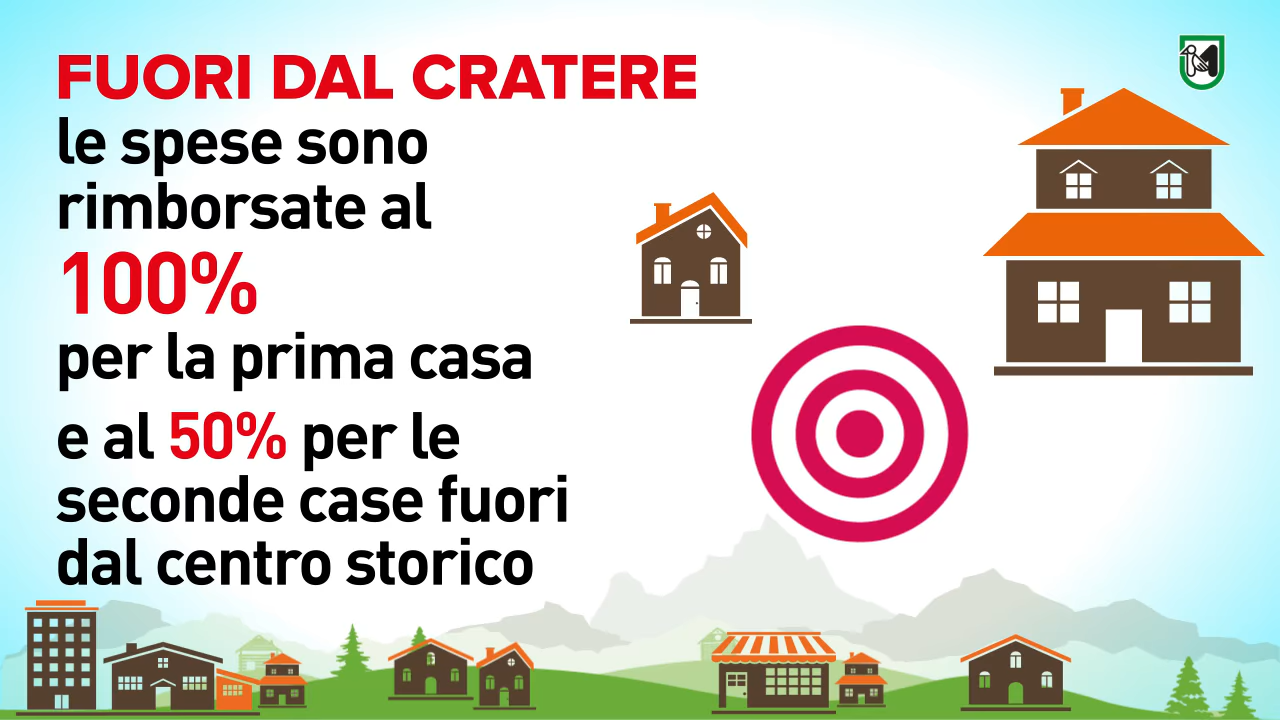 FUORI DAL CRATERE
le spese sono
rimborsate al
100%
per la prima casa
e al 50% per le
seconde case fuori
dal centro storico